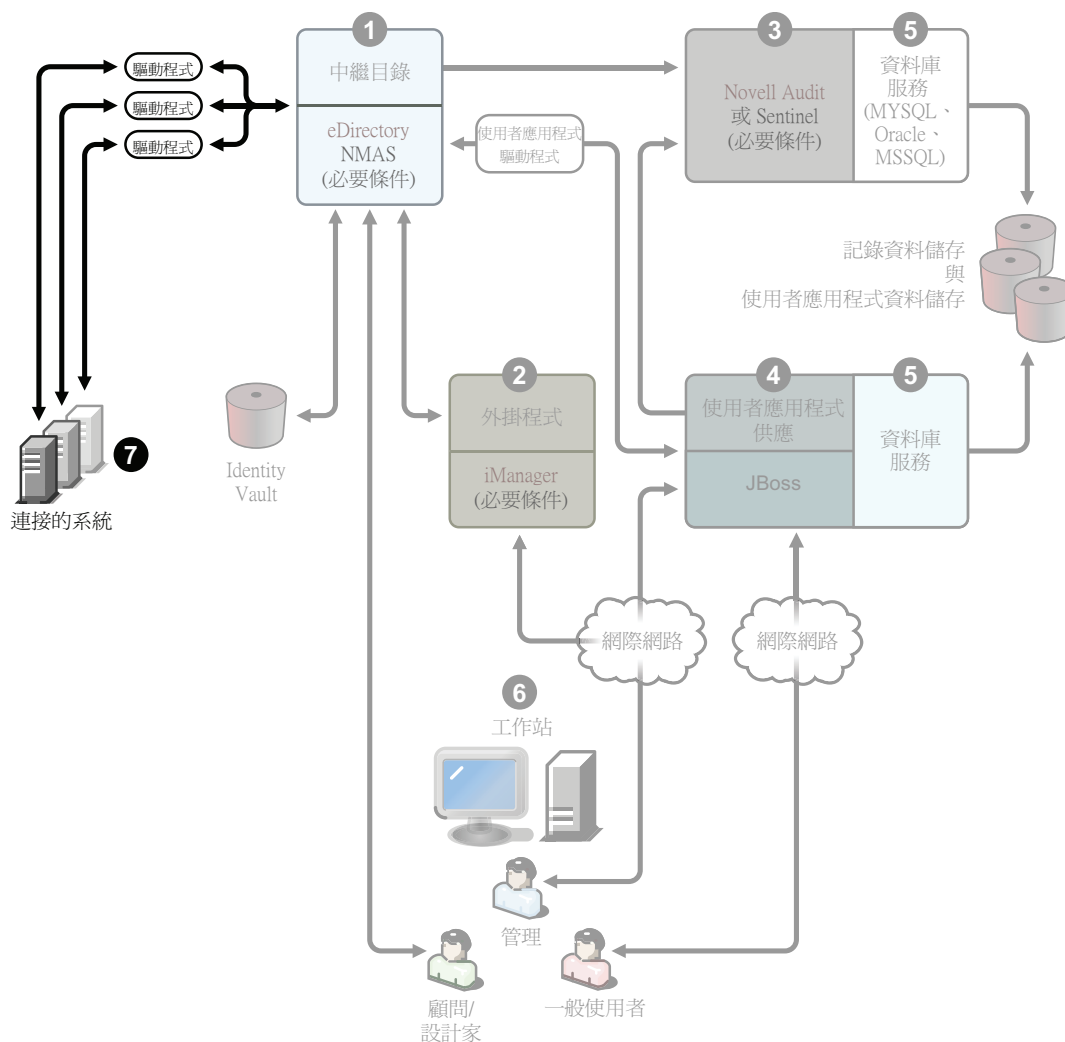 1
中繼目錄
eDirectory
NMAS
(必要條件)
驅動程式
驅動程式
驅動程式
使用者應用程式
驅動程式
3
Novell Audit
或 Sentinel
(必要條件)
5
資料庫
服務
(MYSQL、
Oracle、
MSSQL)
記錄資料儲存
與
使用者應用程式資料儲存
2
外掛程式
iManager
(必要條件)
4
使用者應用程式
供應
JBoss
5
資料庫
服務
Identity
Vault
7
連接的系統
網際網路
網際網路
6
工作站
管理
顧問/
設計家
一般使用者